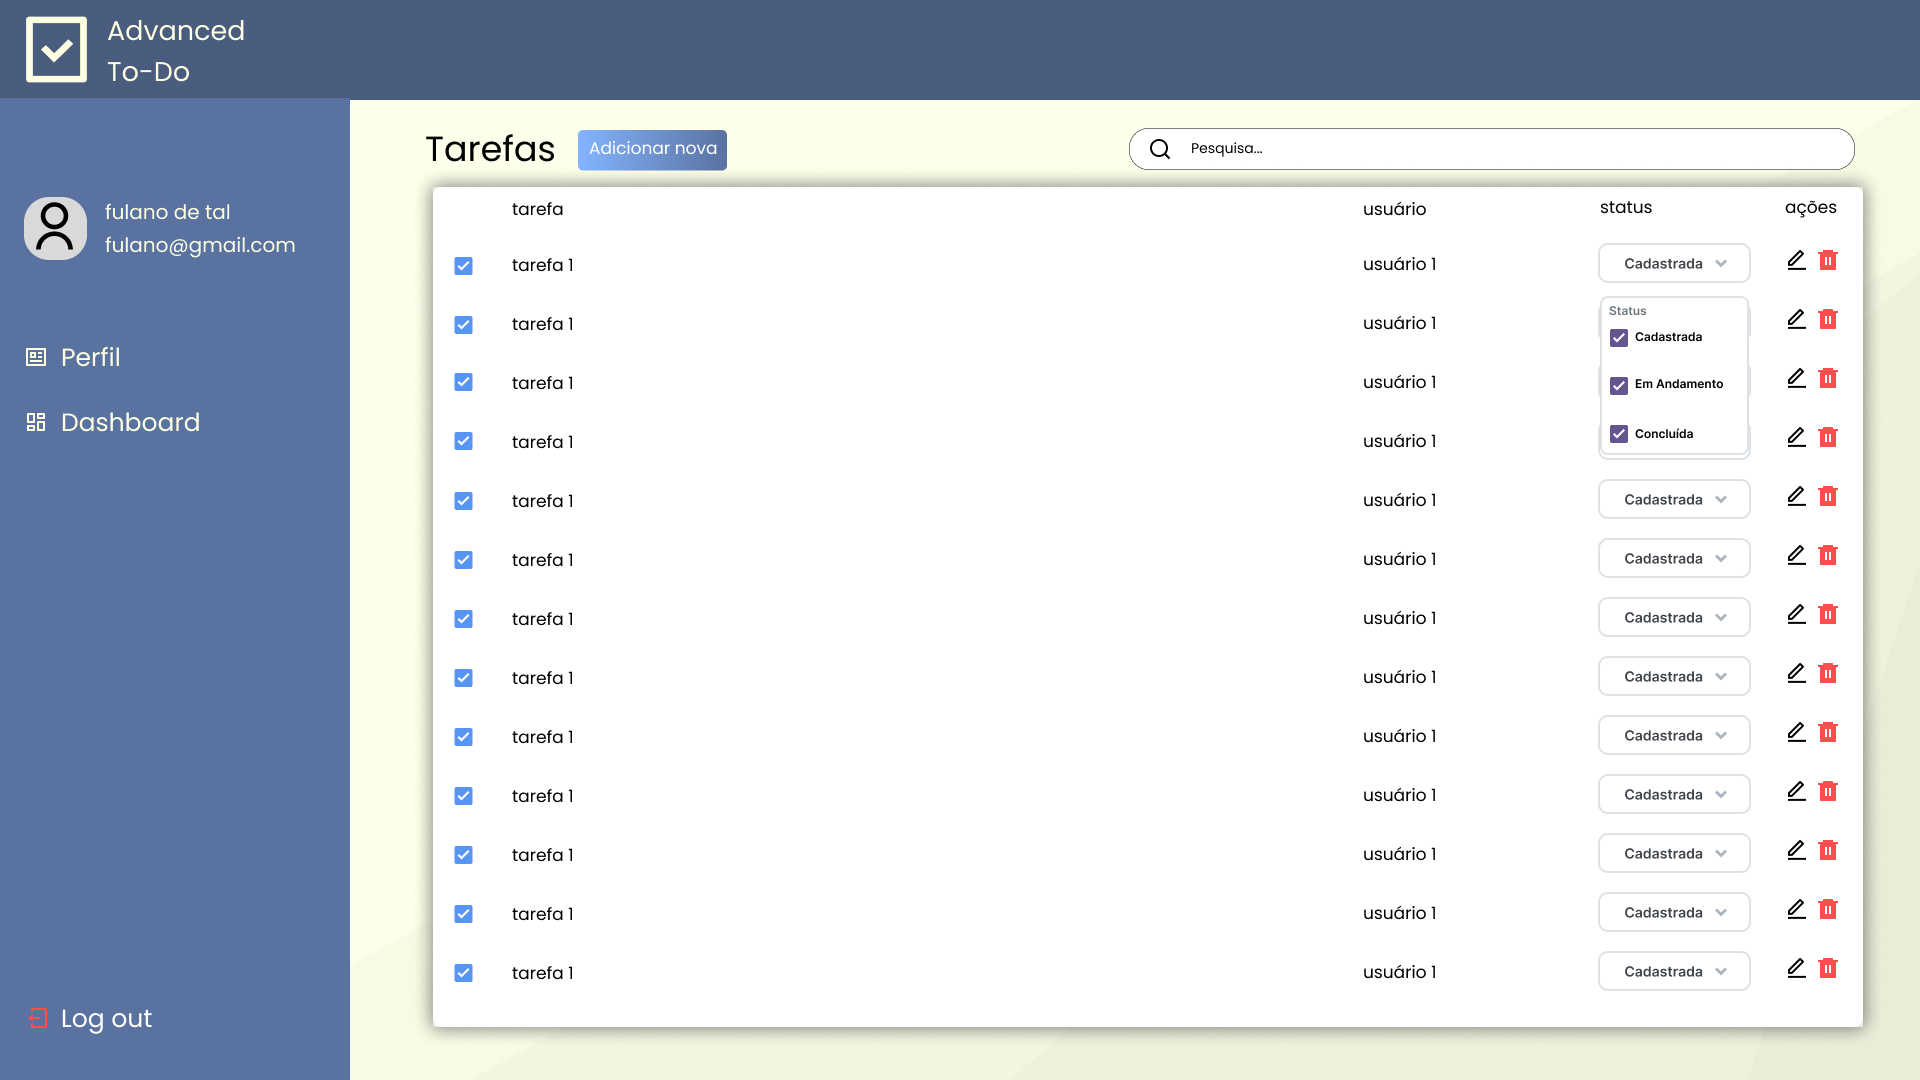 Advanced
To-Do
fulano de tal
fulano@gmail.com
Perfil
Dashboard
Log out
Tarefas
Adicionar nova
Pesquisa...
tarefa usuário status ações
tarefa 1 usuário 1 Cadastrada
tarefa 1 usuário 1
tarefa 1 usuário 1
tarefa 1 usuário 1
Status
Cadastrada
Em Andamento
Concluída
tarefa 1 usuário 1 Cadastrada
tarefa 1 usuário 1 Cadastrada
tarefa 1 usuário 1 Cadastrada
tarefa 1 usuário 1 Cadastrada
tarefa 1 usuário 1 Cadastrada
tarefa 1 usuário 1 Cadastrada
tarefa 1 usuário 1 Cadastrada
tarefa 1 usuário 1 Cadastrada
tarefa 1 usuário 1 Cadastrada